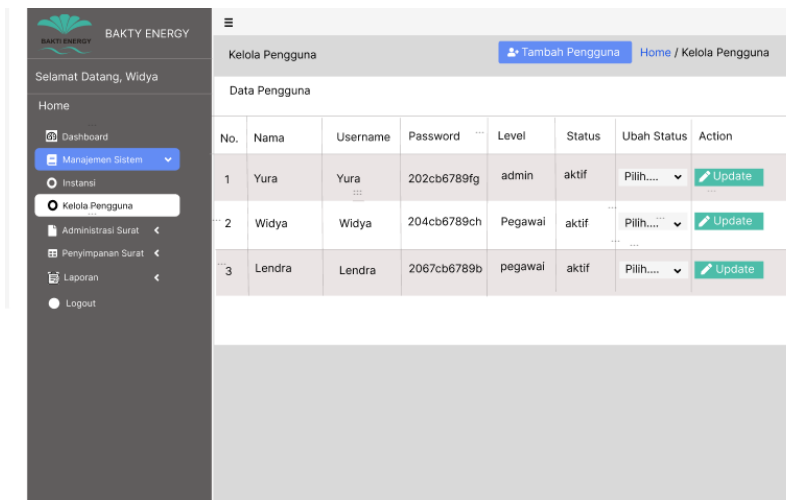 BAKTI ENERGY
BAKTY ENERGY
Selamat Datang, Widya
Home
Dashboard
Manajemen Sistem
Instansi
Kelola Pengguna
Administrasi Surat
Penyimpanan Surat
Laporan
Logout
Kelola Pengguna
Tambah Pengguna
Home / Kelola Pengguna
Data Pengguna
No. Nama Username Password Level Status Ubah Status Action
1 Yura Yura 202cb6789fg admin aktif Pilih.... Update
2 Widya Widya 204cb6789ch Pegawai aktif Pilih.... Update
3 Lendra Lendra 2067cb6789b pegawai aktif Pilih.... Update